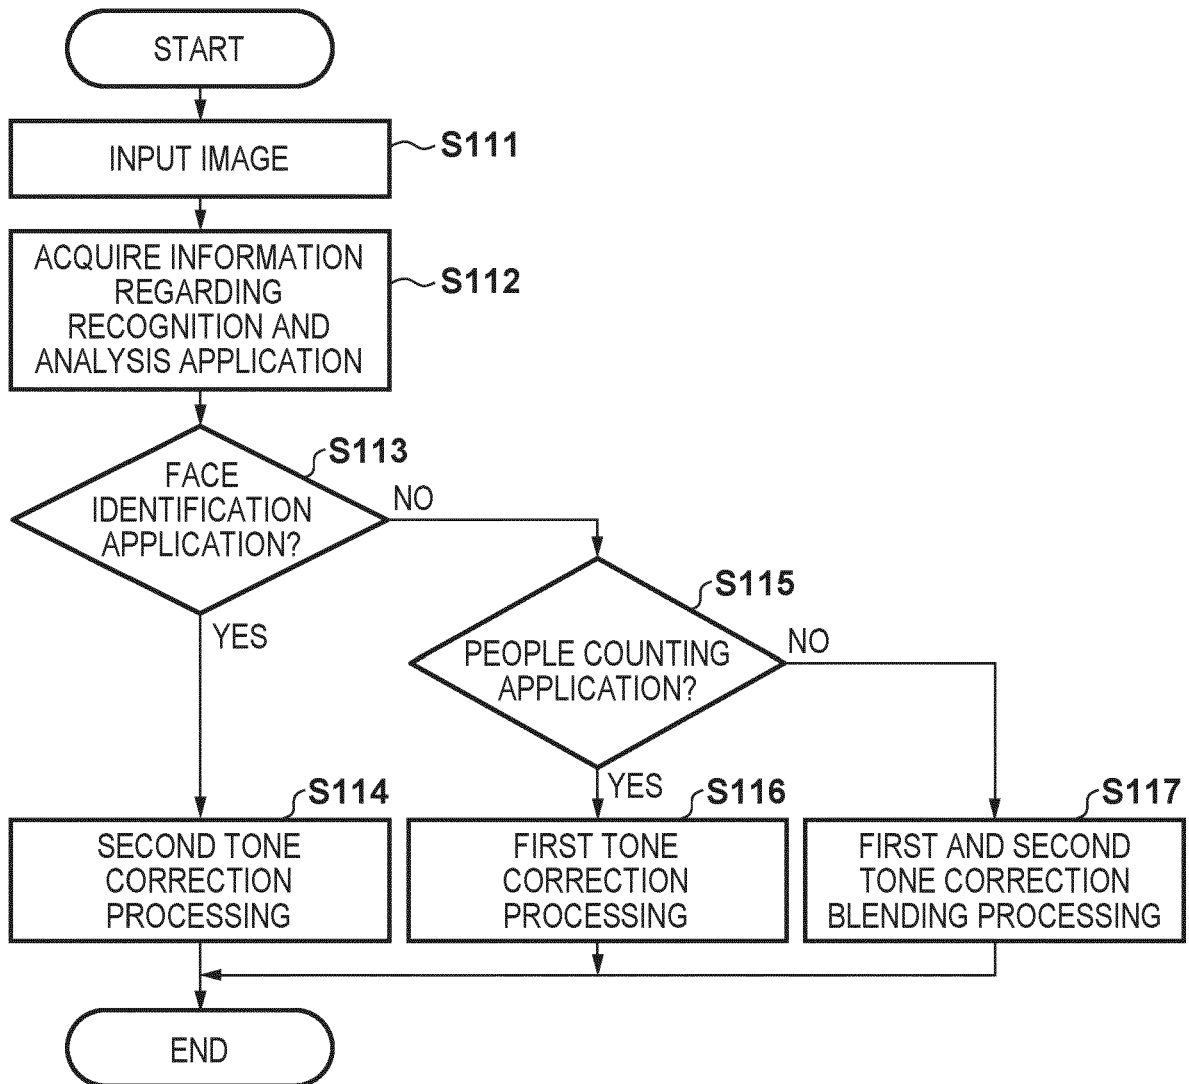 START
INPUT IMAGE
S111
ACQUIRE INFORMATION
REGARDING
RECOGNITION AND
ANALYSIS APPLICATION
S112
FACE
IDENTIFICATION
APPLICATION?
S113
NO
YES
PEOPLE COUNTING
APPLICATION?
S115
NO
YES
SECOND TONE
CORRECTION
PROCESSING
S114
FIRST TONE
CORRECTION
PROCESSING
S116
FIRST AND SECOND
TONE CORRECTION
BLENDING PROCESSING
S117
END